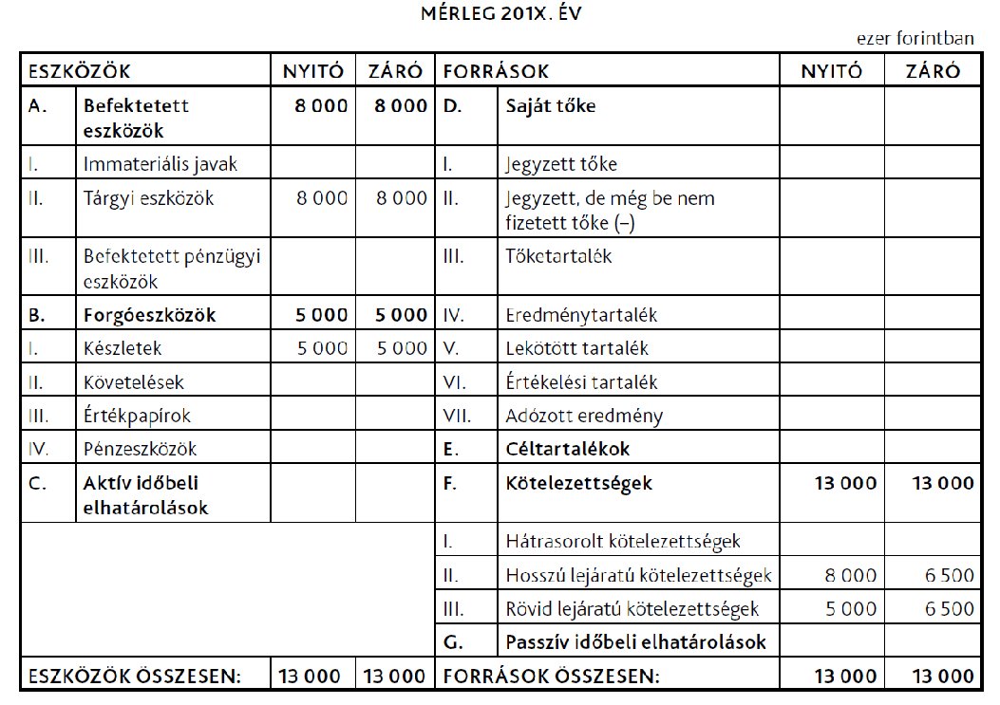 MÉRLEG 201X. ÉV
ezer forintban
ESZKÖZÖK NYITÓ ZÁRÓ FORRÁSOK NYITÓ ZÁRÓ
A. Befektetett 8 000 8 000 D. Saját tőke
eszközök
I. Immateriális javak I. Jegyzett tőke
II. Tárgyi eszközök 8 000 8 000 II. Jegyzett, de még be nem
fizetett tőke (–)
III. Befektetett pénzügyi III. Tőketartalék
eszközök
B. Forgóeszközök 5 000 5 000 IV. Eredménytartalék
I. Készletek 5 000 5 000 V. Lekötött tartalék
II. Követelések VI. Értékelési tartalék
III. Értékpapírok VII. Adózott eredmény
IV. Pénzeszközök E. Céltartalékok
C. Aktív időbeli F. Kötelezettségek 13 000 13 000
elhatárolások
I. Hátrasorolt kötelezettségek
II. Hosszú lejáratú kötelezettségek 8 000 6 500
III. Rövid lejáratú kötelezettségek 5 000 6 500
G. Passzív időbeli elhatárolások
ESZKÖZÖK ÖSSZESEN: 13 000 13 000 FORRÁSOK ÖSSZESEN: 13 000 13 000